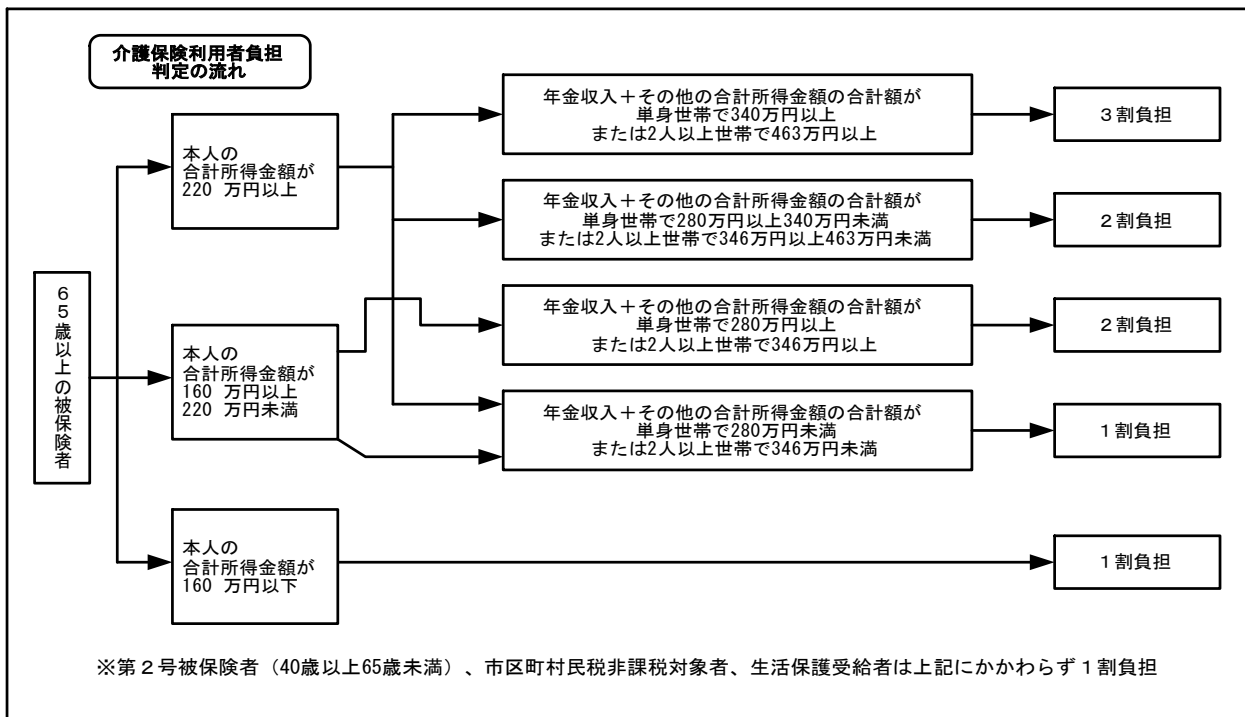 介護保険利用者負担
判定の流れ
65歳以上の被保険者
本人の
合計所得金額が
220 万円以上
年金収入＋その他の合計所得金額の合計額が
単身世帯で340万円以上
または2人以上世帯で463万円以上
３割負担
年金収入＋その他の合計所得金額の合計額が
単身世帯で280万円以上340万円未満
または2人以上世帯で346万円以上463万円未満
２割負担
本人の
合計所得金額が
160 万円以上
220 万円未満
年金収入＋その他の合計所得金額の合計額が
単身世帯で280万円以上
または2人以上世帯で346万円以上
２割負担
年金収入＋その他の合計所得金額の合計額が
単身世帯で280万円未満
または2人以上世帯で346万円未満
１割負担
本人の
合計所得金額が
160 万円以下
１割負担
※第２号被保険者（40歳以上65歳未満）、市区町村民税非課税対象者、生活保護受給者は上記にかかわらず１割負担